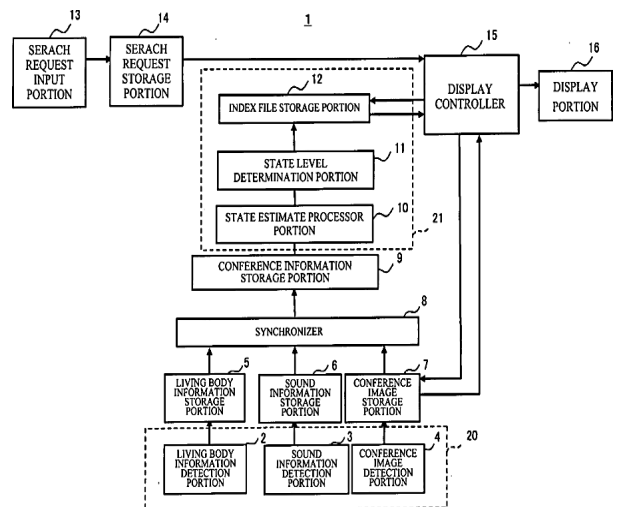 1
13
SERACH
REQUEST
INPUT
PORTION
14
SERACH
REQUEST
STORAGE
PORTION
15
DISPLAY
CONTROLLER
16
DISPLAY
PORTION
12
INDEX FILE STORAGE PORTION
11
STATE LEVEL
DETERMINATION PORTION
10
STATE ESTIMATE PROCESSOR
PORTION
21
9
CONFERENCE INFORMATION
STORAGE PORTION
8
SYNCHRONIZER
5
LIVING BODY
INFORMATION
STORAGE
PORTION
6
SOUND
INFORMATION
STORAGE
PORTION
7
CONFERENCE
IMAGE
STORAGE
PORTION
20
2
LIVING BODY
INFORMATION
DETECTION
PORTION
3
SOUND
INFORMATION
DETECTION
PORTION
4
CONFERENCE
IMAGE
DETECTION
PORTION